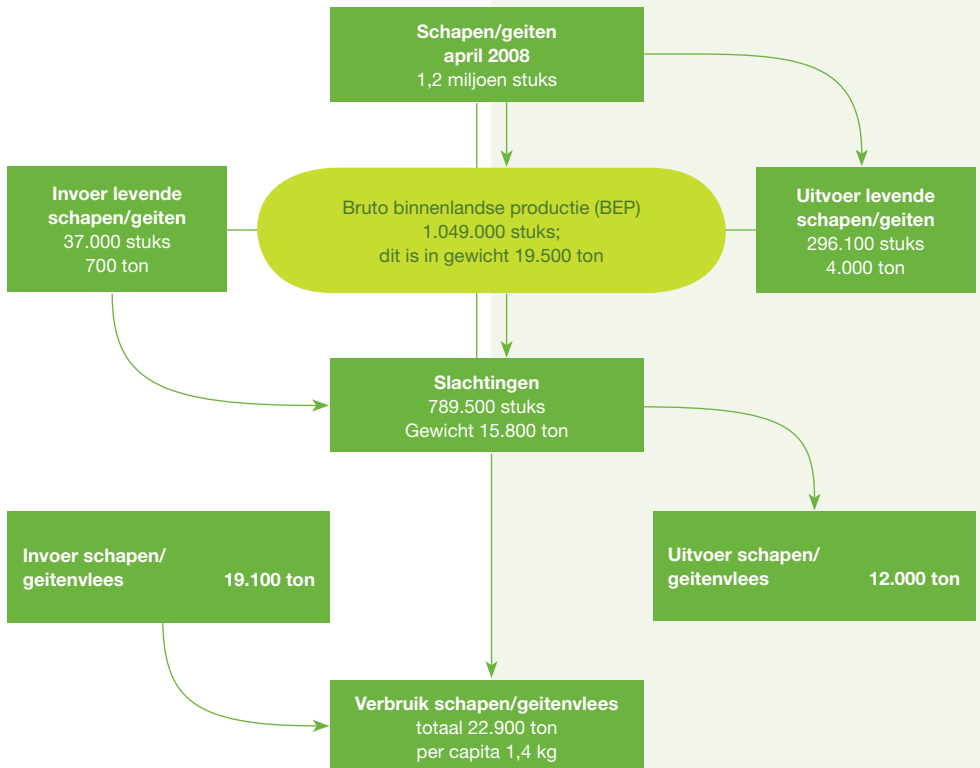 Schapen/geiten
april 2008
1,2 miljoen stuks
Invoer levende
schapen/geiten
37.000 stuks
700 ton
Bruto binnenlandse productie (BEP)
1.049.000 stuks;
dit is in gewicht 19.500 ton
Uitvoer levende
schapen/geiten
296.100 stuks
4.000 ton
Slachtingen
789.500 stuks
Gewicht 15.800 ton
Invoer schapen/
geitenvlees 19.100 ton
Uitvoer schapen/
geitenvlees 12.000 ton
Verbruik schapen/geitenvlees
totaal 22.900 ton
per capita 1,4 kg